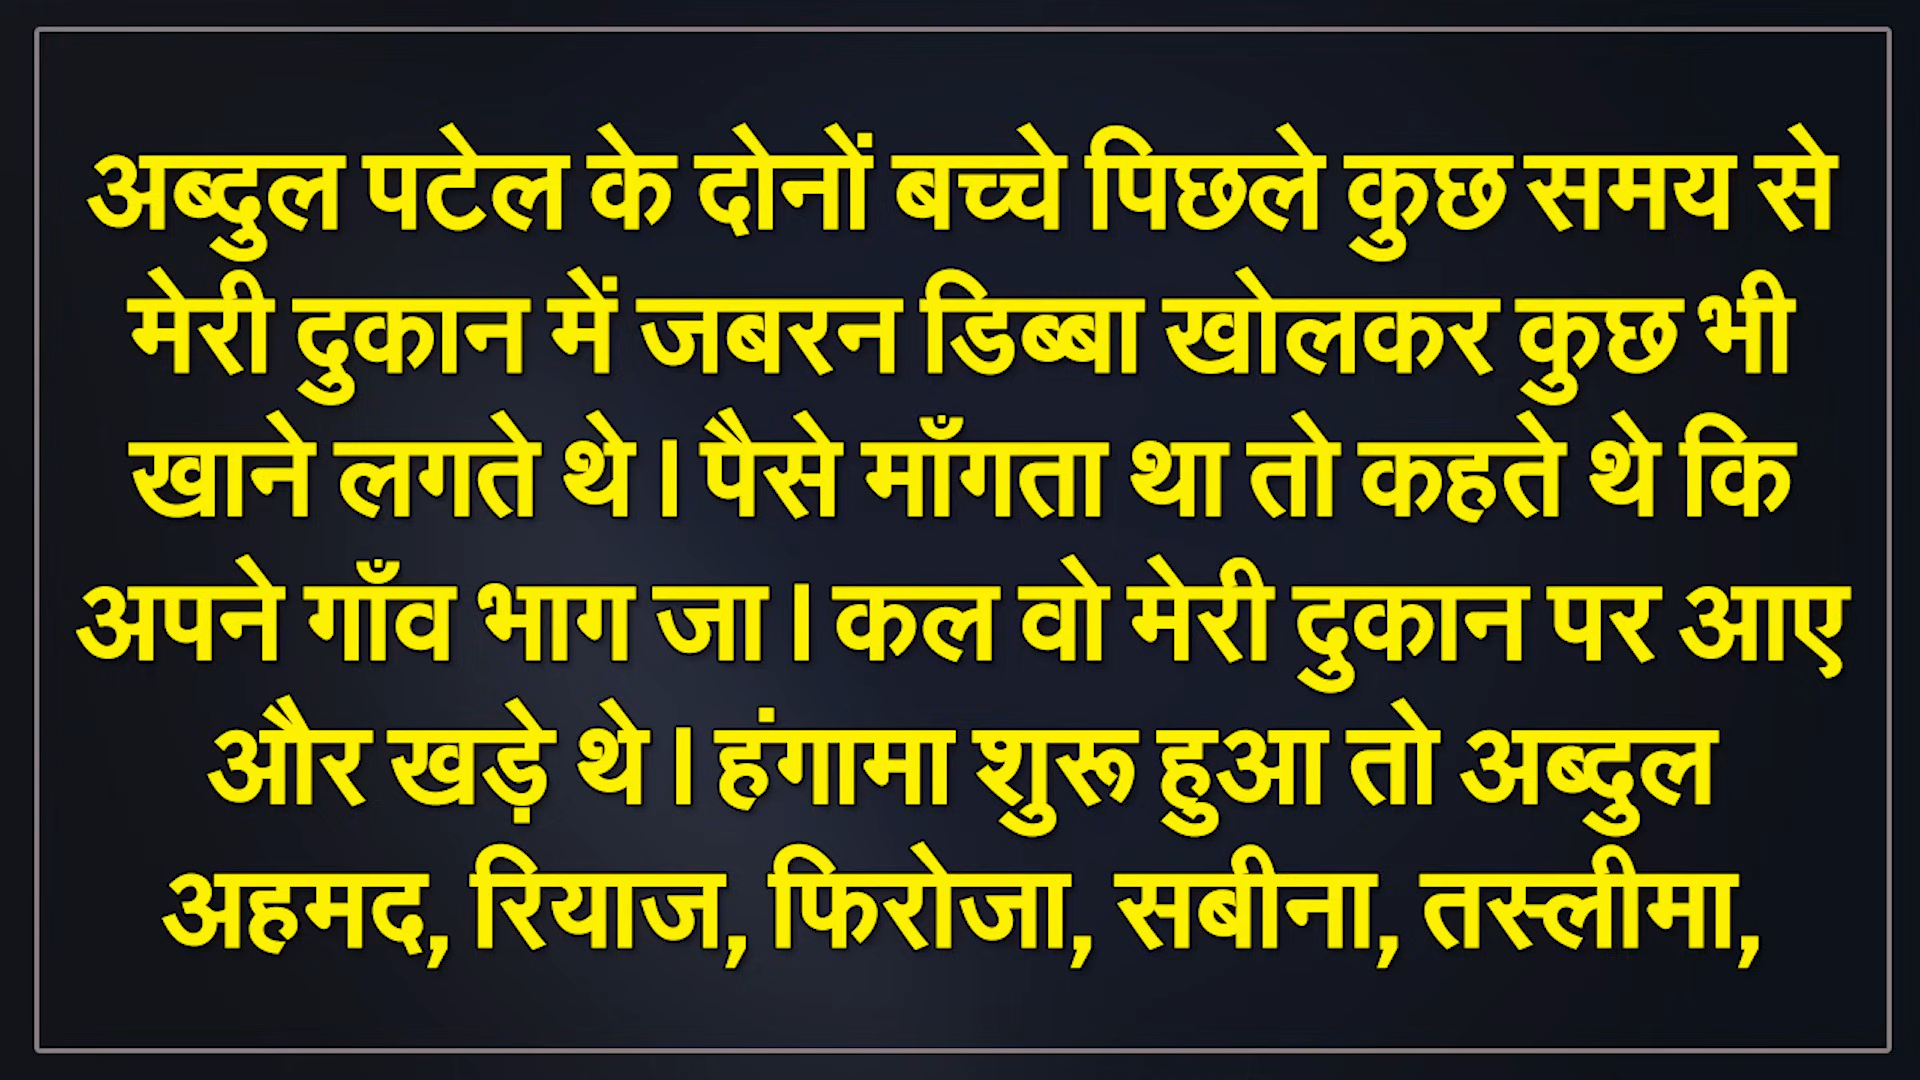 अब्दुल पटेल के दोनों बच्चे पिछले कुछ समय से
मेरी दुकान में जबरन डिब्बा खोलकर कुछ भी
खाने लगते थे । पैसे माँगता था तो कहते थे कि
अपने गाँव भाग जा । कल वो मेरी दुकान पर आए
और खड़े थे । हंगामा शुरू हुआ तो अब्दुल
अहमद, रियाज, फिरोजा, सबीना, तस्लीमा,